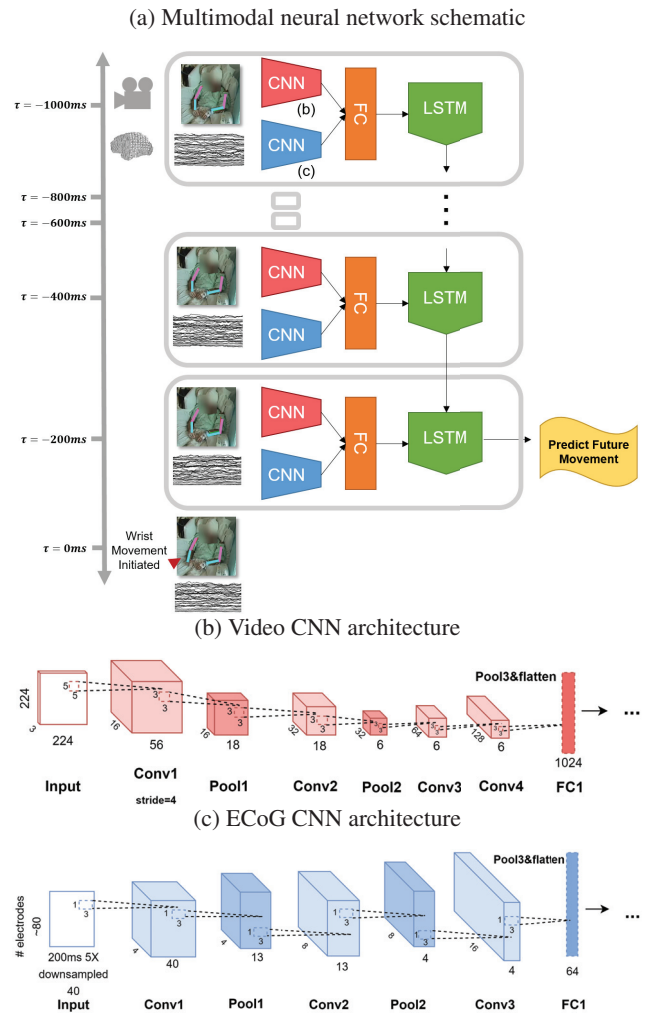 (a) Multimodal neural network schematic
τ = −1000ms
CNN
(b)
CNN
(c)
FC
LSTM
τ = −800ms
τ = −600ms
τ = −400ms
CNN
CNN
FC
LSTM
τ = −200ms
CNN
CNN
FC
LSTM
Predict Future
Movement
τ = 0ms
Wrist
Movement
Initiated
(b) Video CNN architecture
224
3
224
5
5
Input
16
3
3
56
Conv1
stride=4
16
3
3
18
Pool1
32
3
3
18
Conv2
32
3
3
6
Pool2
64
3
3
6
Conv3
128
3
3
6
Conv4
Pool3&flatten
1024
FC1
...
(c) ECoG CNN architecture
# electrodes
~80
1
3
200ms 5X
downsampled
40
Input
4
1
3
40
Conv1
4
1
3
13
Pool1
8
1
3
13
Conv2
8
1
3
4
Pool2
16
1
3
4
Conv3
Pool3&flatten
64
FC1
...